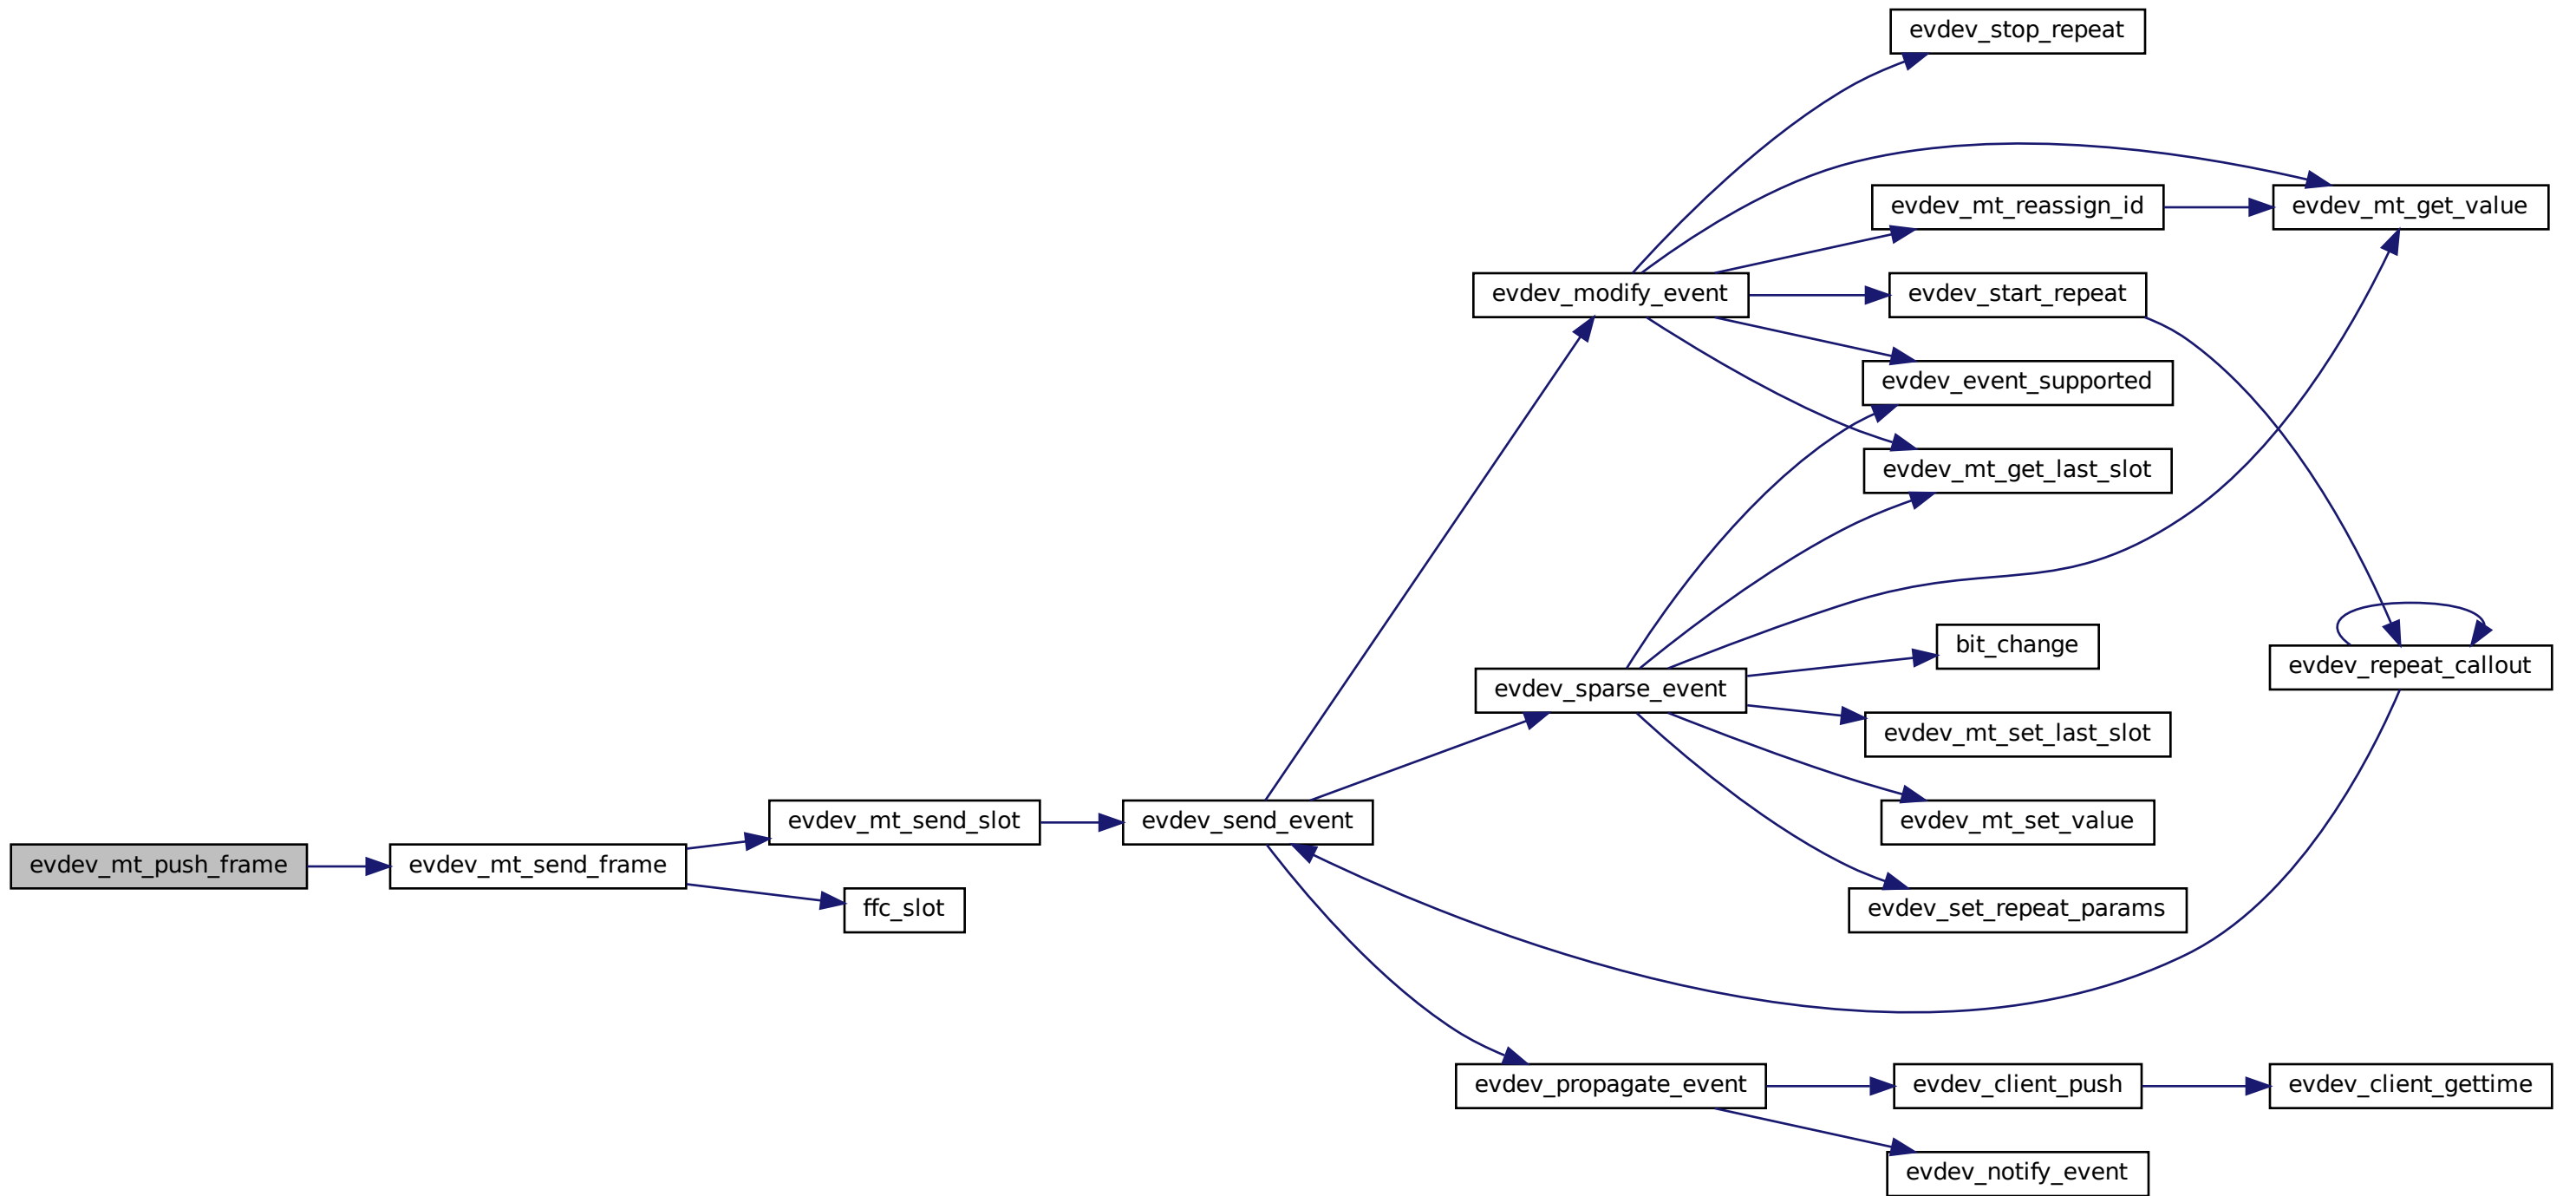 evdev_stop_repeat
evdev_mt_reassign_id
evdev_mt_get_value
evdev_modify_event
evdev_start_repeat
evdev_event_supported
evdev_mt_get_last_slot
bit_change
evdev_repeat_callout
evdev_sparse_event
evdev_mt_set_last_slot
evdev_mt_send_slot
evdev_send_event
evdev_mt_set_value
evdev_mt_push_frame
evdev_mt_send_frame
ffc_slot
evdev_set_repeat_params
evdev_propagate_event
evdev_client_push
evdev_client_gettime
evdev_notify_event